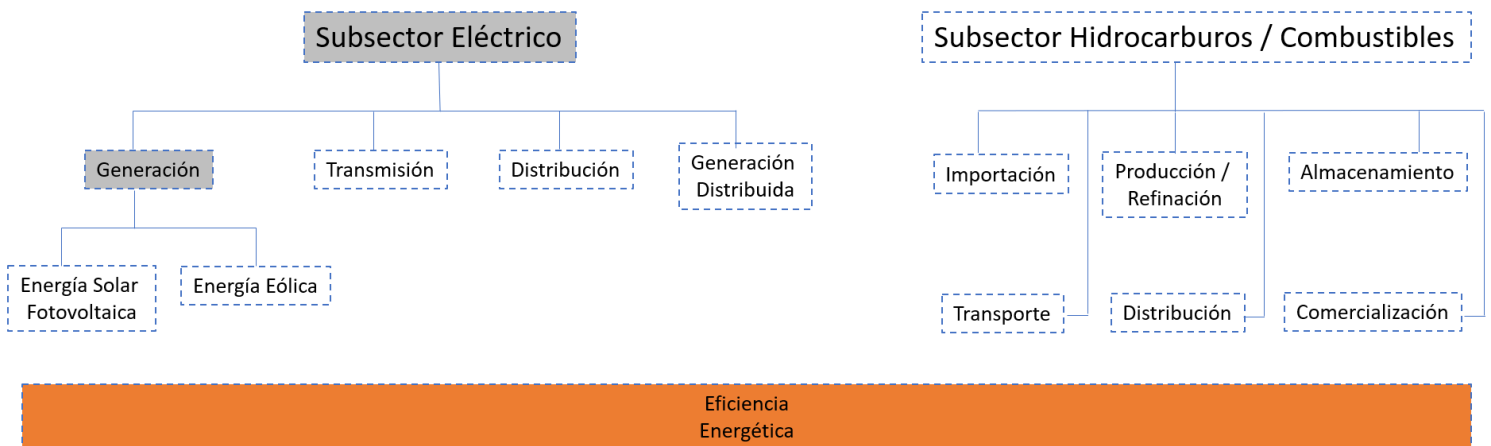 Subsector Eléctrico
Subsector Hidrocarburos / Combustibles
Generación
Transmisión
Distribución
Generación
Distribuida
Importación
Producción /
Refinación
Almacenamiento
Energía Solar
Fotovoltaica
Energía Eólica
Transporte
Distribución
Comercialización
Eficiencia
Energética